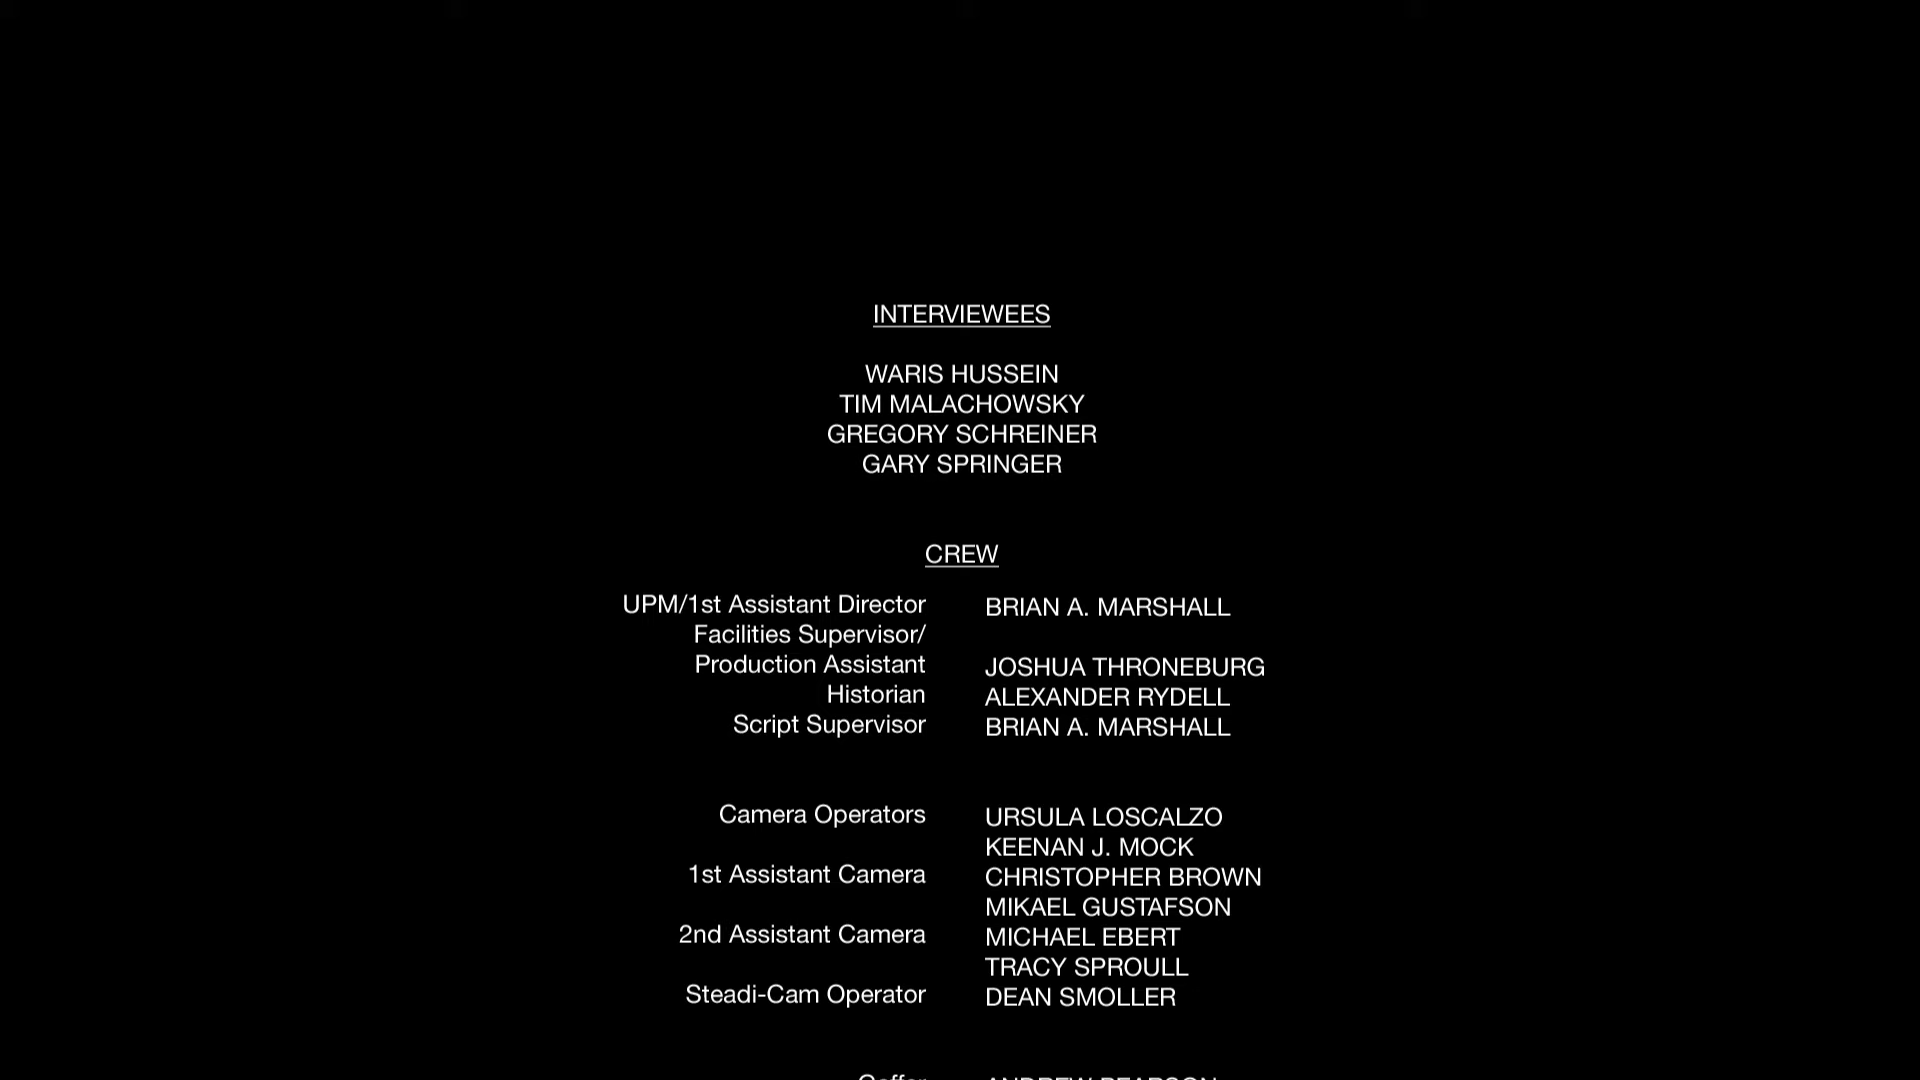 INTERVIEWEES
WARIS HUSSEIN
TIM MALACHOWSKY
GREGORY SCHREINER
GARY SPRINGER
CREW
UPM/1st Assistant Director BRIAN A. MARSHALL
Facilities Supervisor/
Production Assistant JOSHUA THRONEBURG
Historian ALEXANDER RYDELL
Script Supervisor BRIAN A. MARSHALL
Camera Operators URSULA LOSCALZO
KEENAN J. MOCK
1st Assistant Camera CHRISTOPHER BROWN
MIKAEL GUSTAFSON
2nd Assistant Camera MICHAEL EBERT
TRACY SPROULL
Steadi-Cam Operator DEAN SMOLLER